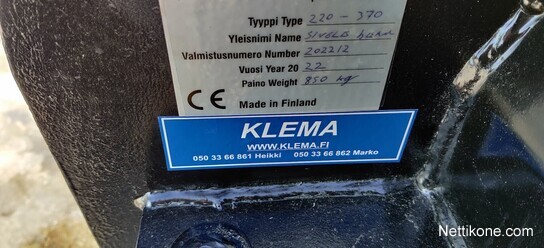 Tyyppi Type 220-370
Yleisnimi Name
Valmistusnumero Number 202212
Vuosi Year 20 22
Paino Weight 850 kg
CE Made in Finland
KLEMA
WWW.KLEMA.FI
050 33 66 861 Heikki 050 33 66 862 Marko
Nettikone.com